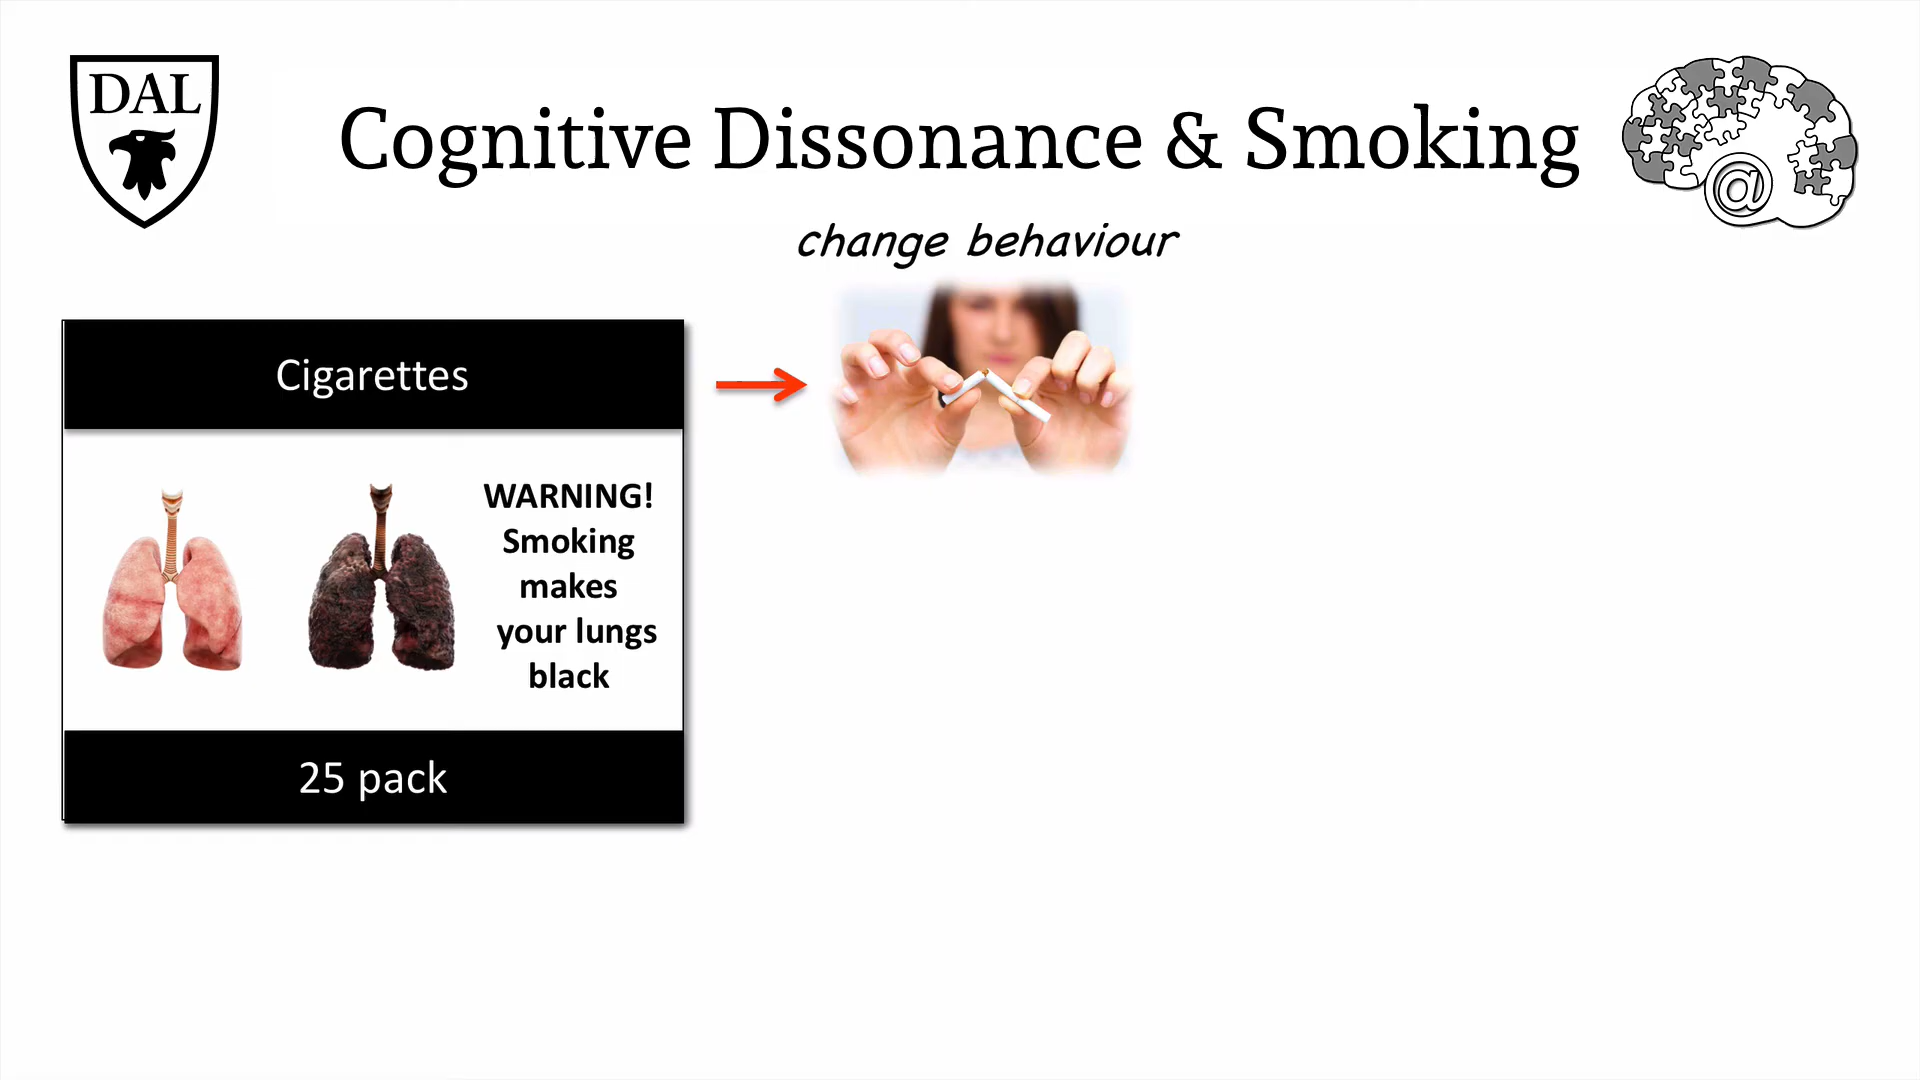 DAL
Cognitive Dissonance & Smoking
@
change behaviour
Cigarettes
WARNING!
Smoking
makes
your lungs
black
25 pack